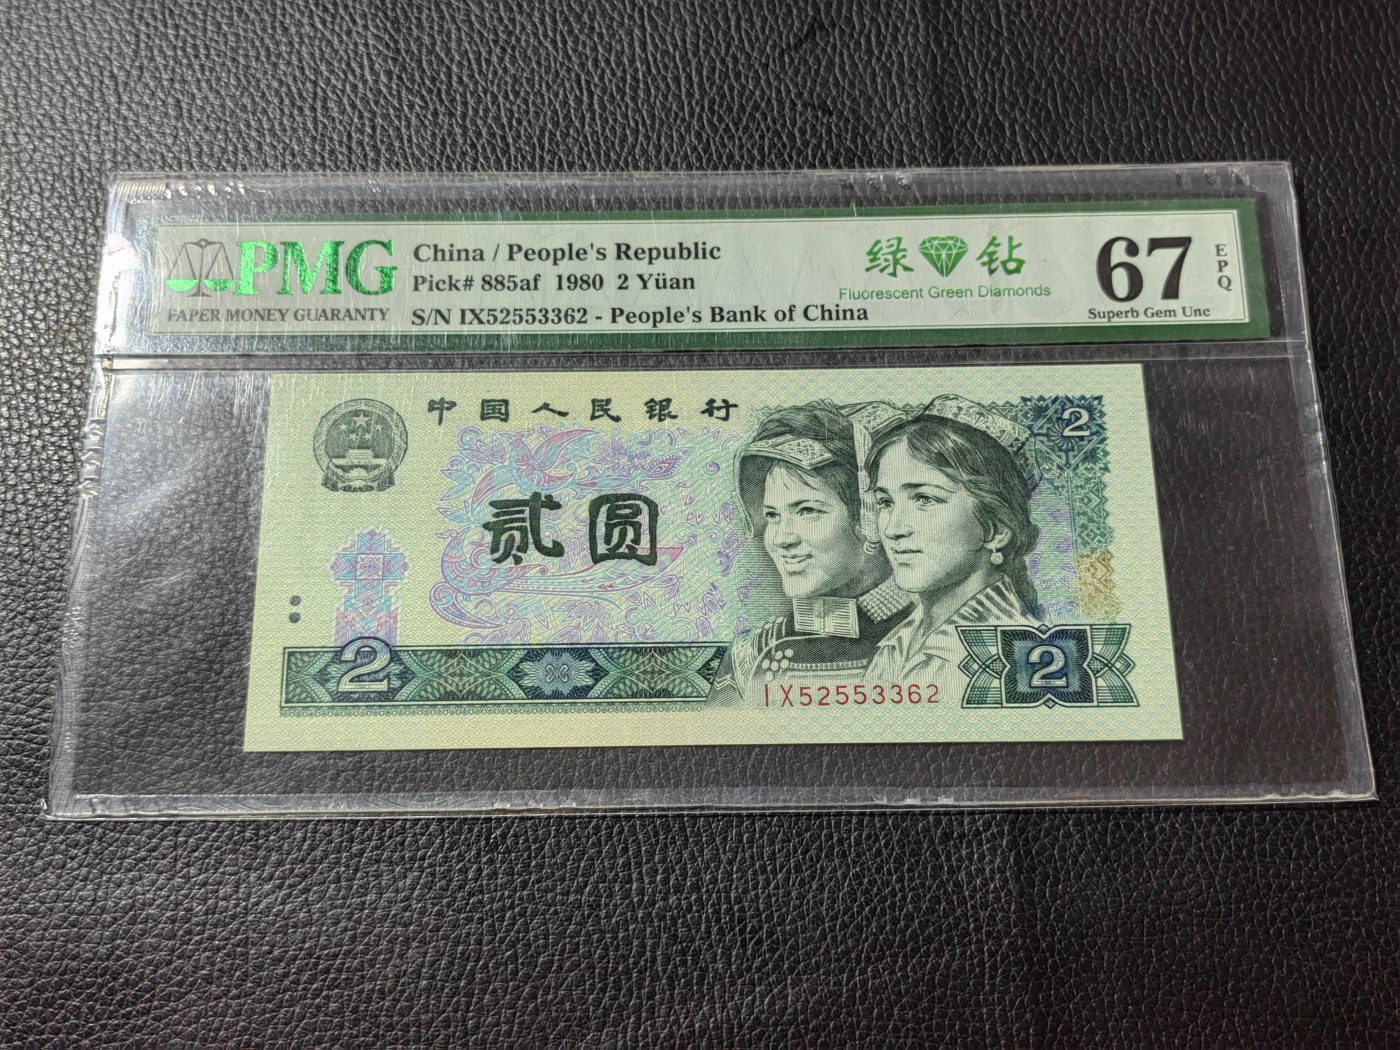 PMG
PAPER MONEY GUARANTY
China / People's Republic
Pick# 885af 1980 2 Yüan
S/N IX52553362 - People's Bank of China
绿钻
Fluorescent Green Diamonds
67
EPQ
Superb Gem Unc
中国人民银行
2
贰圆
2
2
IX52553362